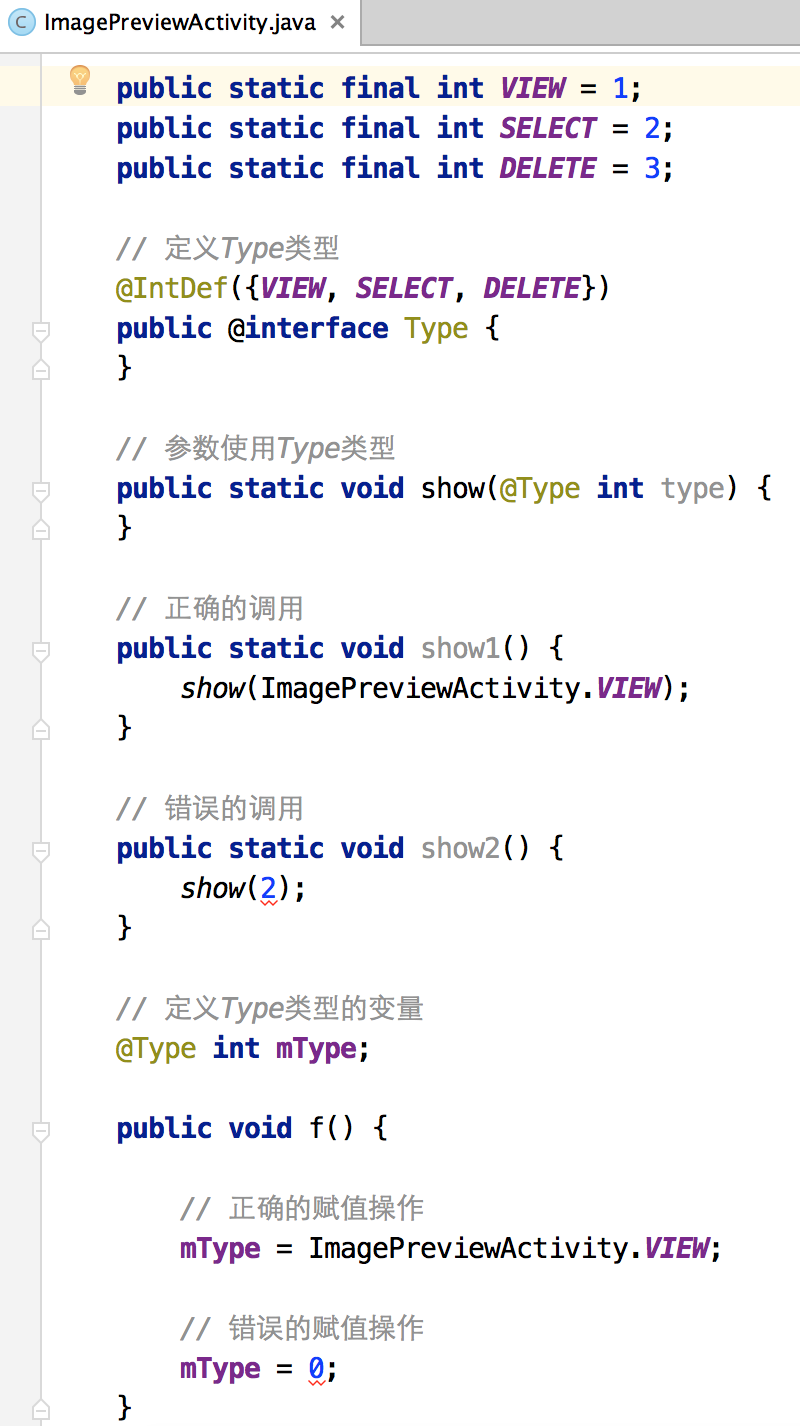 C ImagePreviewActivity.java ×
public static final int VIEW = 1;
public static final int SELECT = 2;
public static final int DELETE = 3;
// 定义Type类型
@IntDef({VIEW, SELECT, DELETE})
public @interface Type {
}
// 参数使用Type类型
public static void show(@Type int type) {
}
// 正确的调用
public static void show1() {
show(ImagePreviewActivity.VIEW);
}
// 错误的调用
public static void show2() {
show(2);
}
// 定义Type类型的变量
@Type int mType;
public void f() {
// 正确的赋值操作
mType = ImagePreviewActivity.VIEW;
// 错误的赋值操作
mType = 0;
}